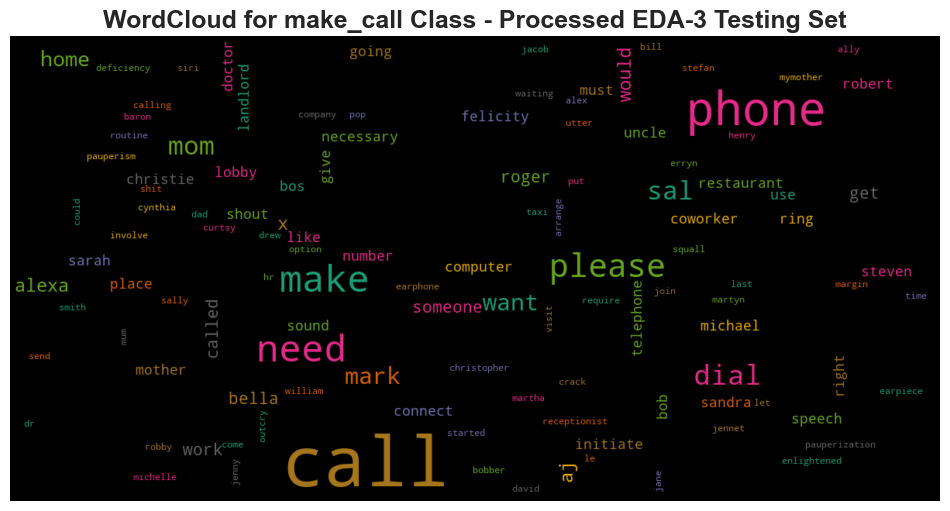 WordCloud for make_call Class - Processed EDA-3 Testing Set
home
deficiency
siri
doctor
landlord
going
jacob
would
bill
stefan
ally
mymother
robert
calling
baron
routine
pauperism
company
pop
waiting
alex
must
utter
felicity
necessary
uncle
phone
henry
mom
christie
shit
lobby
bos
give
roger
put
erryn
sal
restaurant
use
get
could
cynthia
dad
shout
x
curtsy
drew
like
involve
option
taxi
arrange
coworker
ring
squall
sarah
number
computer
please
steven
alexa
place
hr
make
earphone
someone
want
require
join
last
martyn
margin
time
smith
sally
called
sound
visit
telephone
michael
mum
send
need
mother
mark
christopher
crack
dial
right
earpiece
bella
william
martha
bob
sandra
let
connect
receptionist
speech
dr
outcry
started
jennet
robby
work
come
call
initiate
le
pauperization
enlightened
michelle
jenny
bobber
aj
david
jane